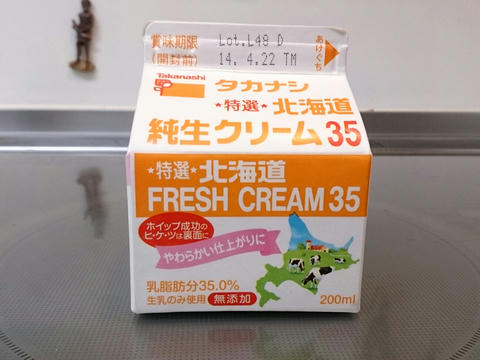 賞味期限
(開封前)
Lot.L48 D
14. 4.22 TM
あけぐち
Takanashi
タカナシ
★特選★北海道
純生クリーム35
★特選★北海道
FRESH CREAM 35
ホイップ成功の
ヒ・ケ・ツは裏面に
やわらかい仕上がりに
乳脂肪分35.0%
生乳のみ使用 無添加
200ml